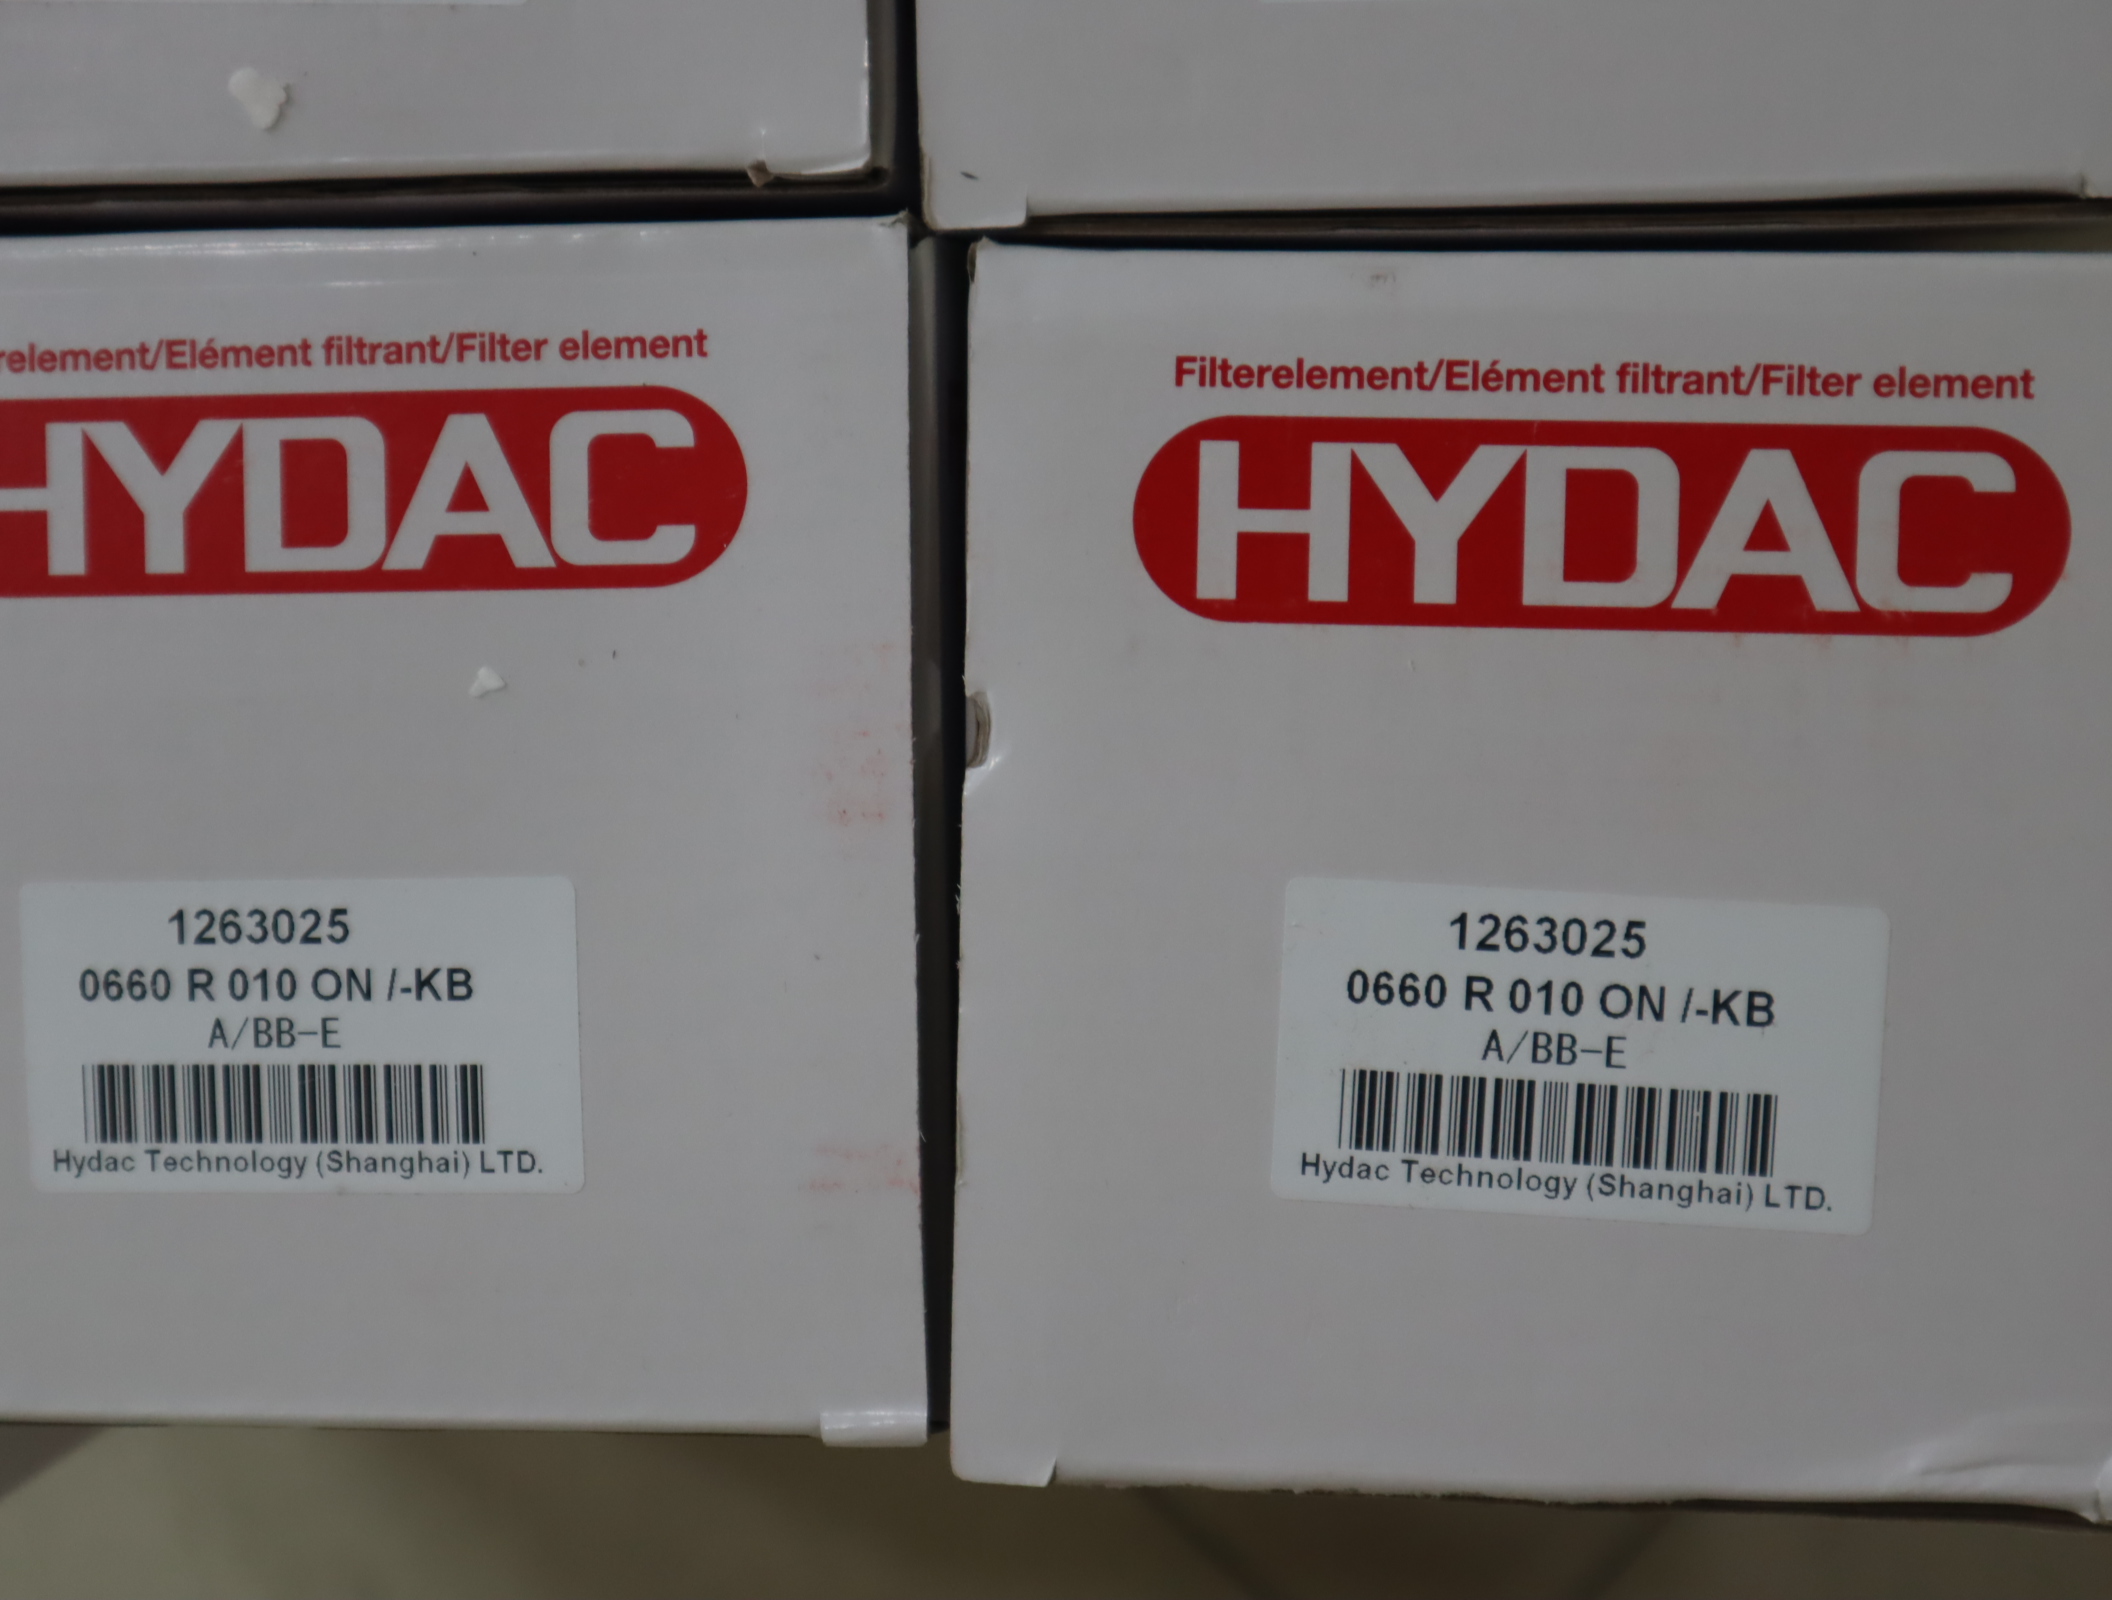 relement/Elément filtrant/Filter element
HYDAC
1263025
0660 R 010 ON /-KB
A/BB-E
Hydac Technology (Shanghai) LTD.
Filterelement/Elément filtrant/Filter element
HYDAC
1263025
0660 R 010 ON /-KB
A/BB-E
Hydac Technology (Shanghai) LTD.